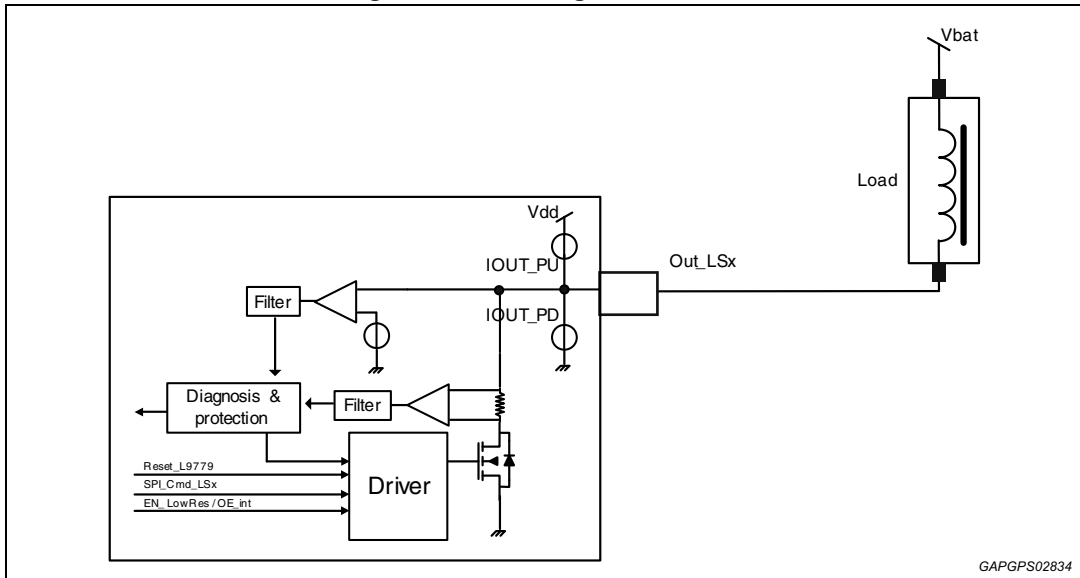 Vbat
Load
Vdd
IOUT_PU
Out_LSx
Filter
IOUT_PD
Diagnosis &
protection
Filter
Reset_L9779
SPI_Cmd_LSx
EN_LowRes/OE_int
Driver
GAPGPS02834